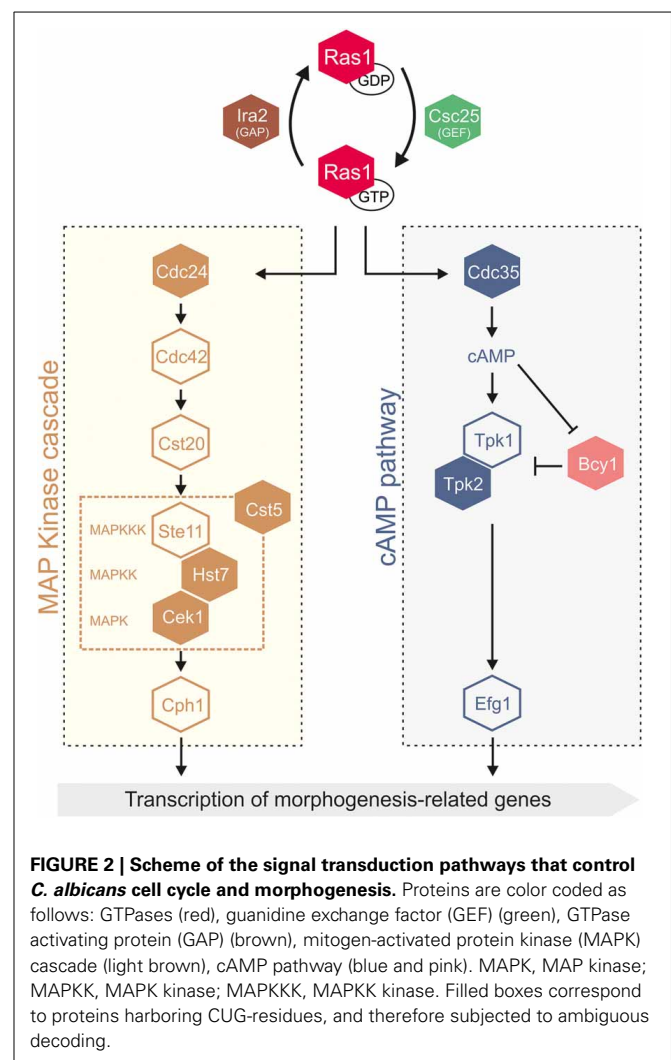 Ras1
GDP
Ira2
(GAP)
Csc25
(GEF)
Ras1
GTP
MAP Kinase cascade
Cdc24
Cdc42
Cst20
Cst5
MAPKKK
Ste11
MAPKK
Hst7
MAPK
Cek1
Cph1
cAMP pathway
Cdc35
cAMP
Tpk1
Tpk2
Bcy1
Efg1
Transcription of morphogenesis-related genes
FIGURE 2 | Scheme of the signal transduction pathways that control
C. albicans cell cycle and morphogenesis. Proteins are color coded as
follows: GTPases (red), guanidine exchange factor (GEF) (green), GTPase
activating protein (GAP) (brown), mitogen-activated protein kinase (MAPK)
cascade (light brown), cAMP pathway (blue and pink). MAPK, MAP kinase;
MAPKK, MAPK kinase; MAPKKK, MAPKK kinase. Filled boxes correspond
to proteins harboring CUG-residues, and therefore subjected to ambiguous
decoding.